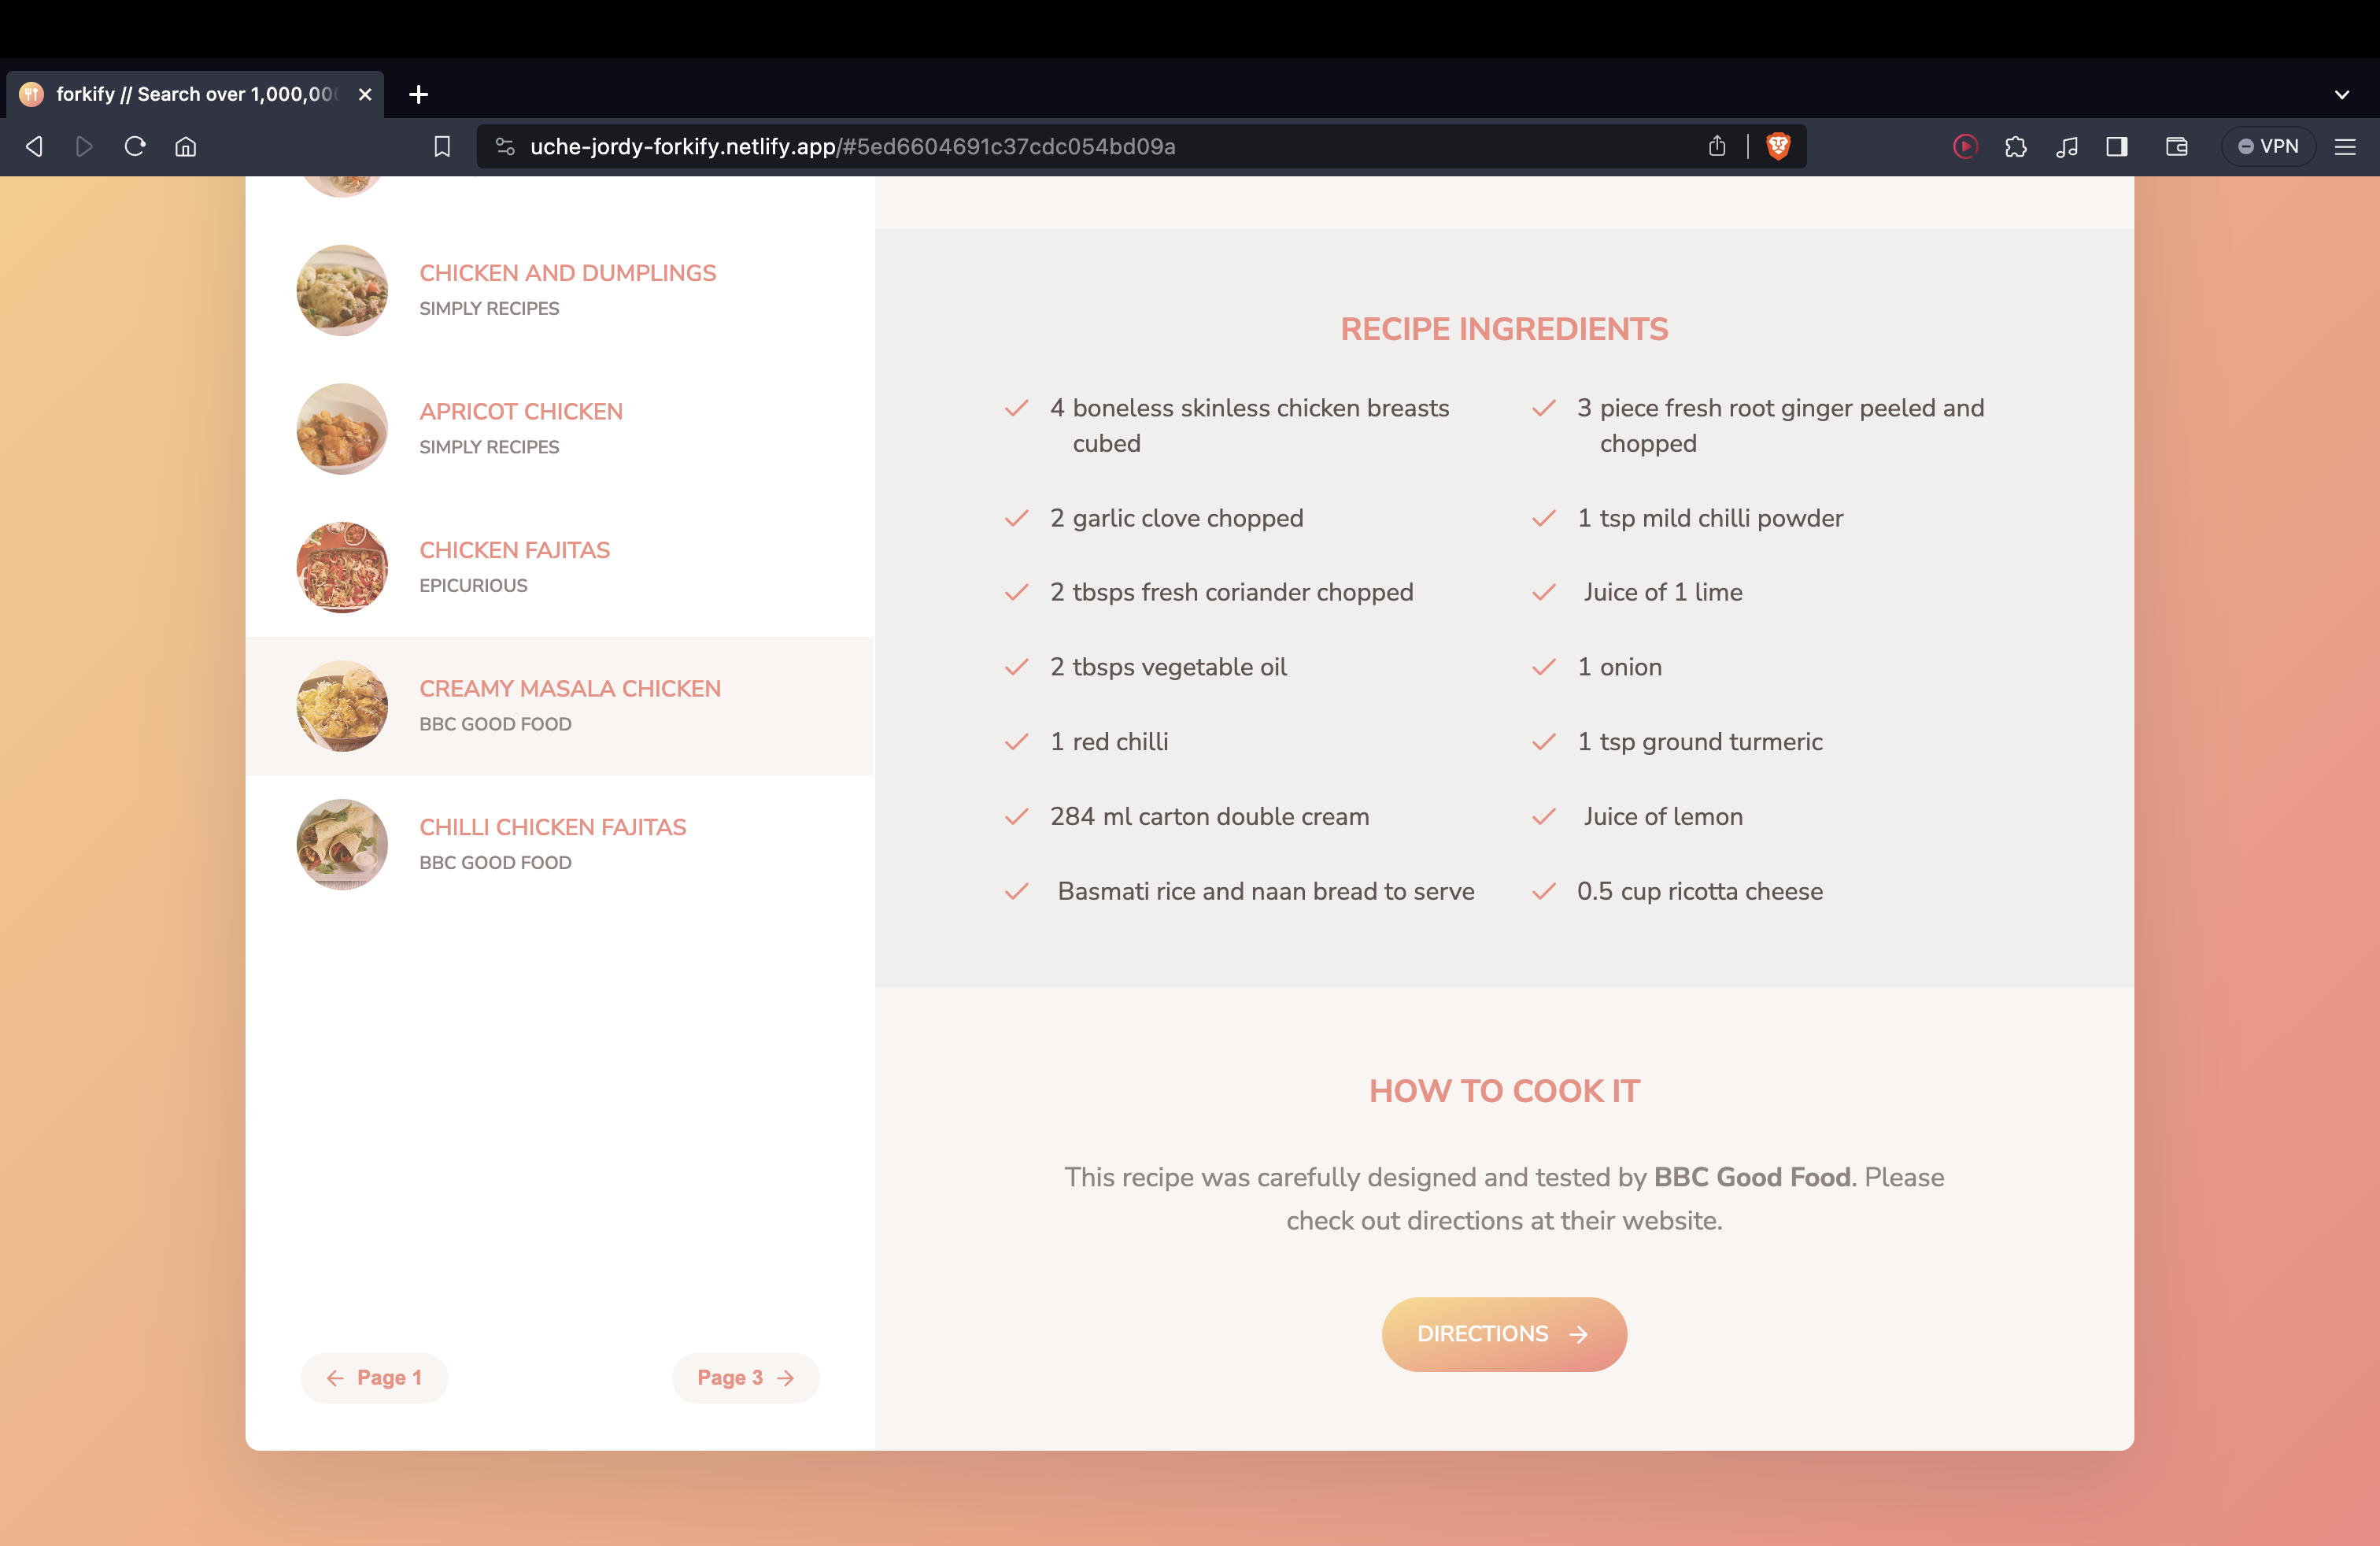 forkify // Search over 1,000,00
uche-jordy-forkify.netlify.app/#5ed6604691c37cdc054bd09a
VPN
CHICKEN AND DUMPLINGS
SIMPLY RECIPES
APRICOT CHICKEN
SIMPLY RECIPES
CHICKEN FAJITAS
EPICURIOUS
CREAMY MASALA CHICKEN
BBC GOOD FOOD
CHILLI CHICKEN FAJITAS
BBC GOOD FOOD
Page 1
Page 3
RECIPE INGREDIENTS
4 boneless skinless chicken breasts
cubed
3 piece fresh root ginger peeled and
chopped
2 garlic clove chopped
1 tsp mild chilli powder
2 tbsps fresh coriander chopped
Juice of 1 lime
2 tbsps vegetable oil
1 onion
1 red chilli
1 tsp ground turmeric
284 ml carton double cream
Juice of lemon
Basmati rice and naan bread to serve
0.5 cup ricotta cheese
HOW TO COOK IT
This recipe was carefully designed and tested by BBC Good Food. Please
check out directions at their website.
DIRECTIONS